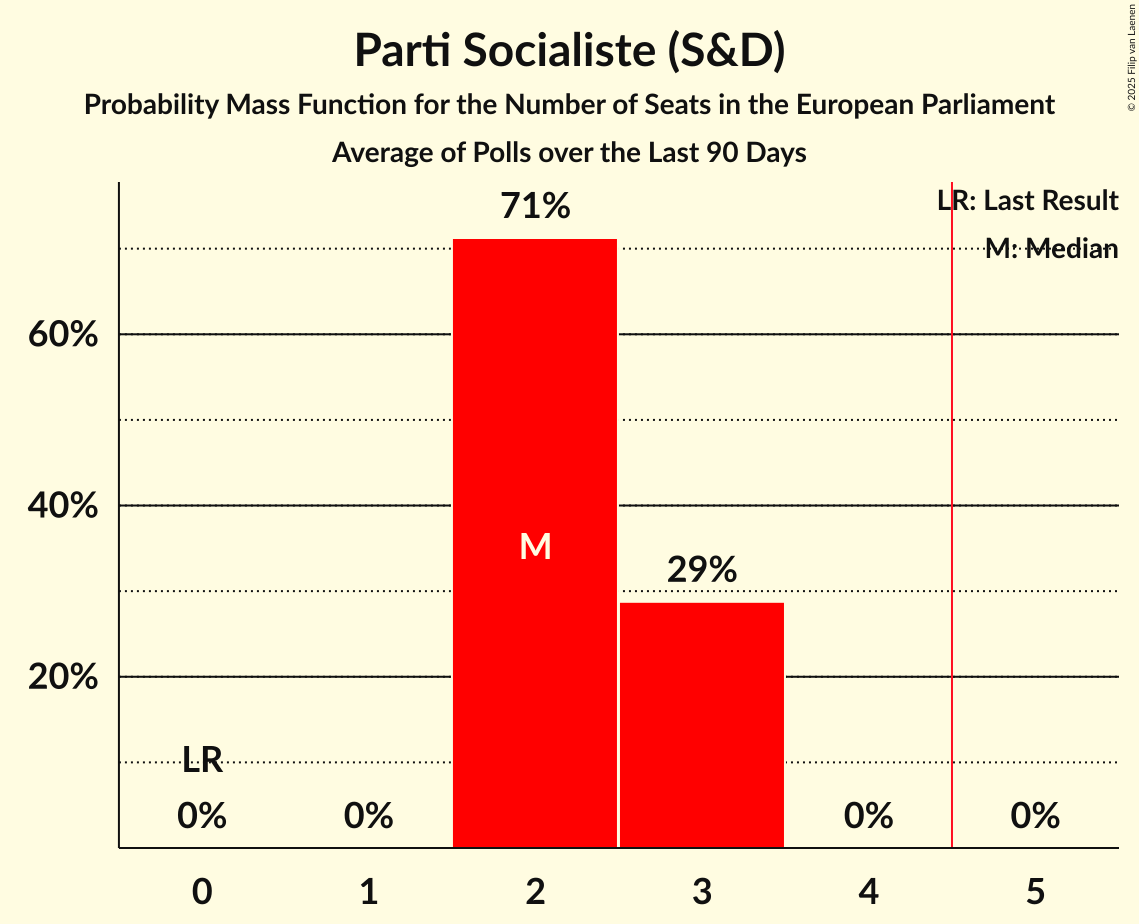 Parti Socialiste (S&D)
Probability Mass Function for the Number of Seats in the European Parliament
Average of Polls over the Last 90 Days
© 2025 Filip van Laenen
LR: Last Result
M: Median
71%
60%
40%
M
29%
20%
LR
0%
0%
0%
0%
0
1
2
3
4
5